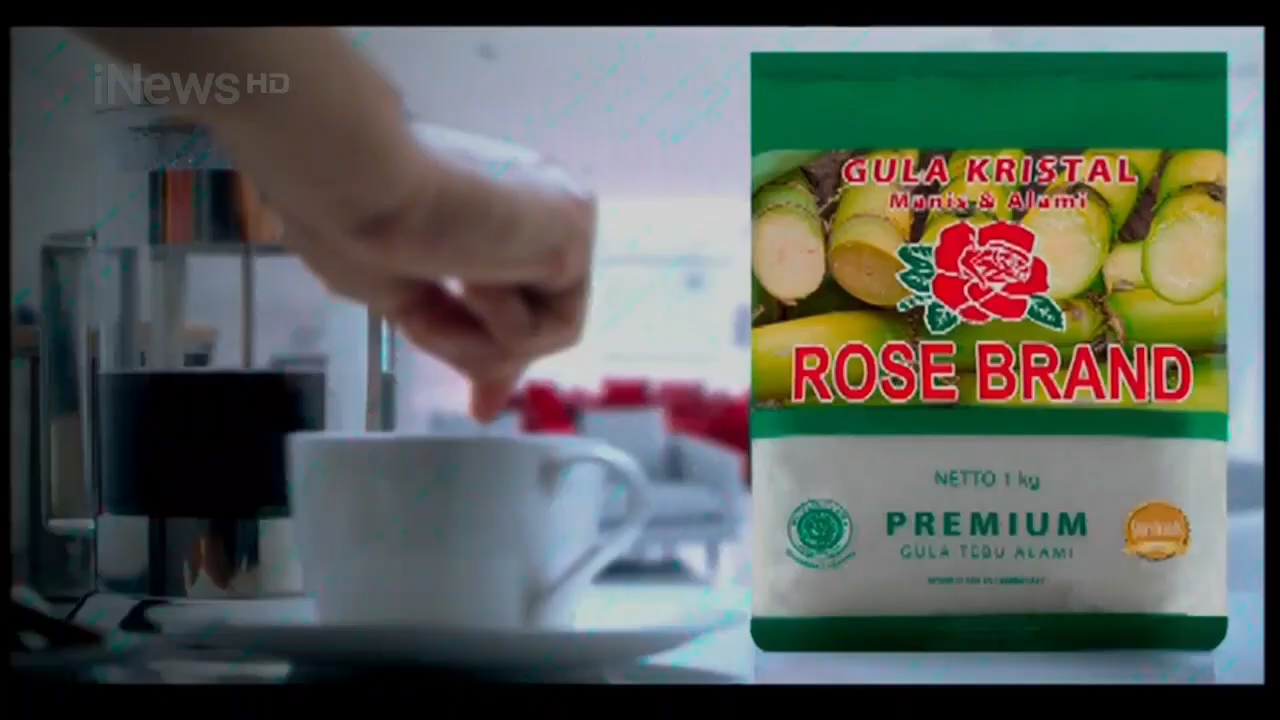 iNews HD
GULA KRISTAL
Manis & Alami
ROSE BRAND
NETTO 1 kg
PREMIUM
GULA TEBU ALAMI